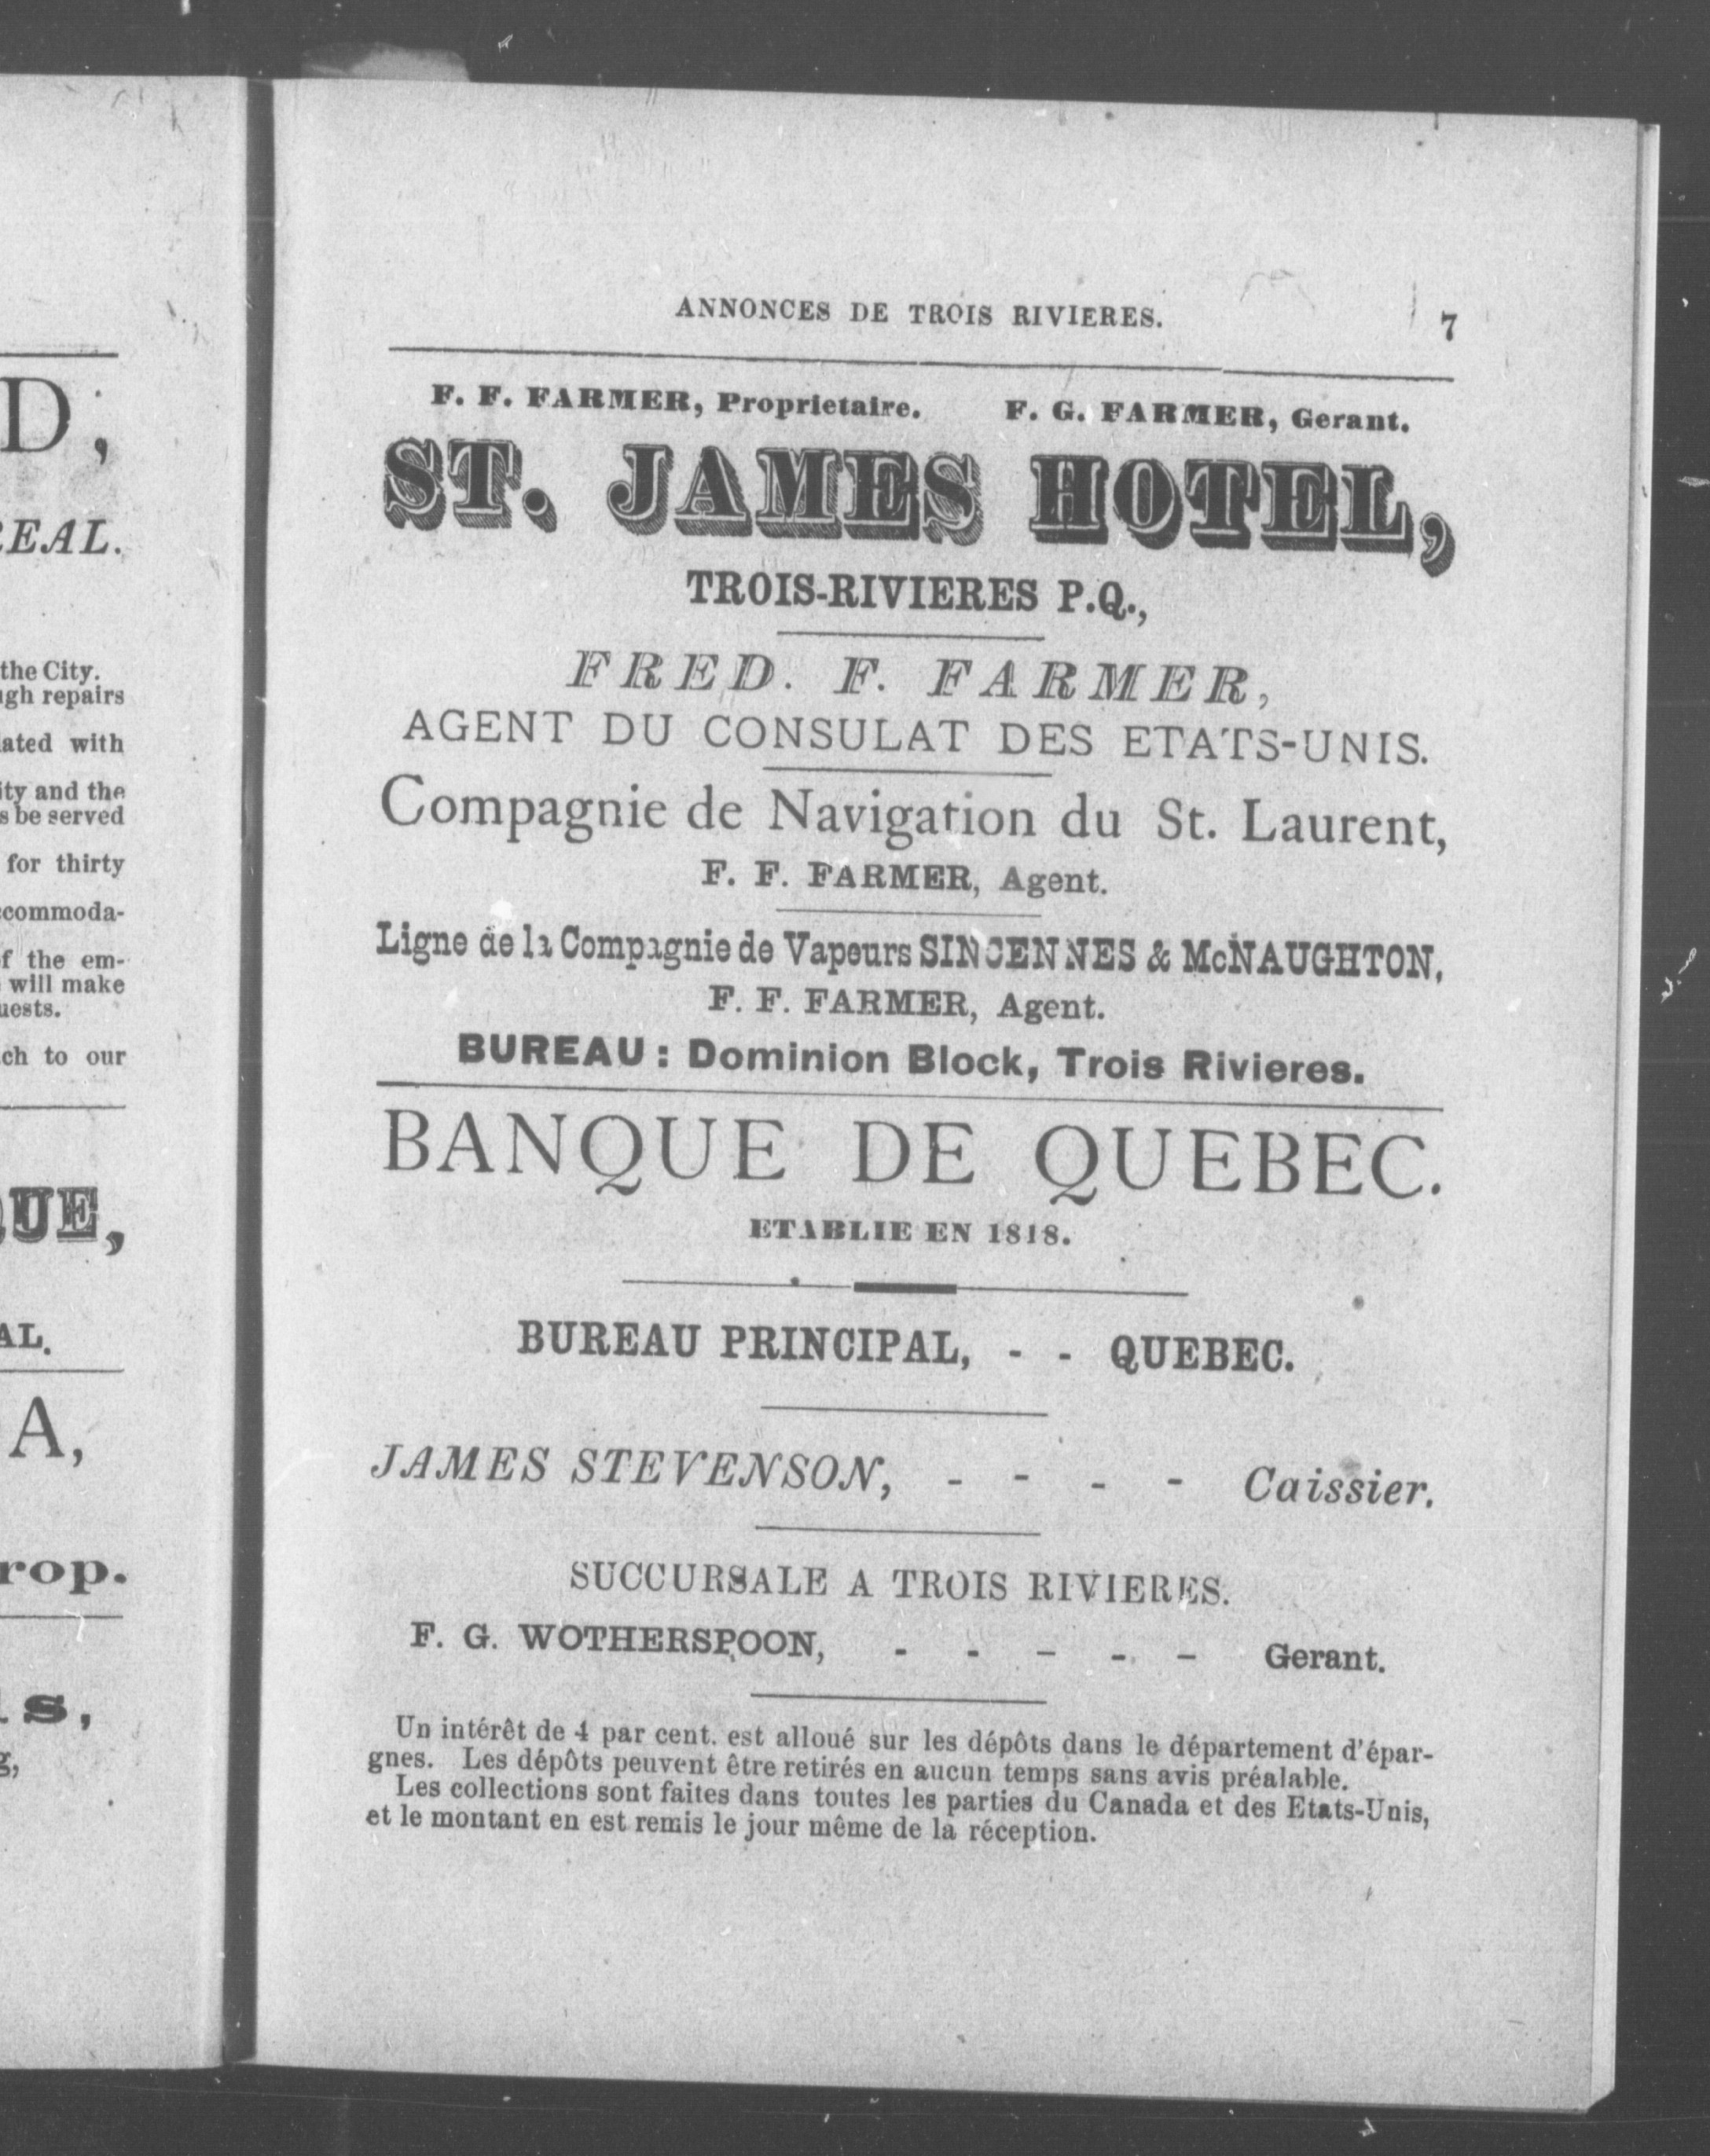 D,
EAL.
the City.
repairs
ated with
ity and the
s be served
for thirty
ccommoda-
f the em-
will make
uests.
ch to our
QUE,
AL.
A,
rop.
s,
g,
ANNONCES DE TROIS RIVIERES. 7
F. F. FARMER, Proprietaire. F. G. FARMER, Gerant.
ST. JAMES HOTEL,
TROIS-RIVIERES P.Q.,
FRED. F. FARMER,
AGENT DU CONSULAT DES ETATS-UNIS.
Compagnie de Navigation du St. Laurent,
F. F. FARMER, Agent.
Ligne de la Compagnie de Vapeurs SINCENNES & McNAUGHTON,
F. F. FARMER, Agent.
BUREAU : Dominion Block, Trois Rivieres.
BANQUE DE QUEBEC.
ETABLIE EN 1818.
BUREAU PRINCIPAL, - - QUEBEC.
JAMES STEVENSON, - - - - Caissier.
SUCCURSALE A TROIS RIVIERES.
F. G. WOTHERSPOON, - - - - - Gerant.
Un intérêt de 4 par cent. est alloué sur les dépôts dans le département d'épar-
gnes. Les dépôts peuvent être retirés en aucun temps sans avis préalable.
Les collections sont faites dans toutes les parties du Canada et des Etats-Unis,
et le montant en est remis le jour même de la réception.